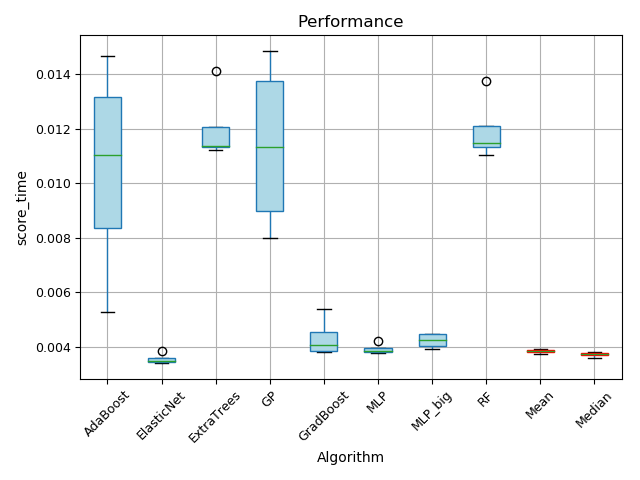 Performance
score_time
0.014
0.012
0.010
0.008
0.006
0.004
AdaBoost
ElasticNet
ExtraTrees
GP
GradBoost
MLP
MLP_big
RF
Mean
Median
Algorithm